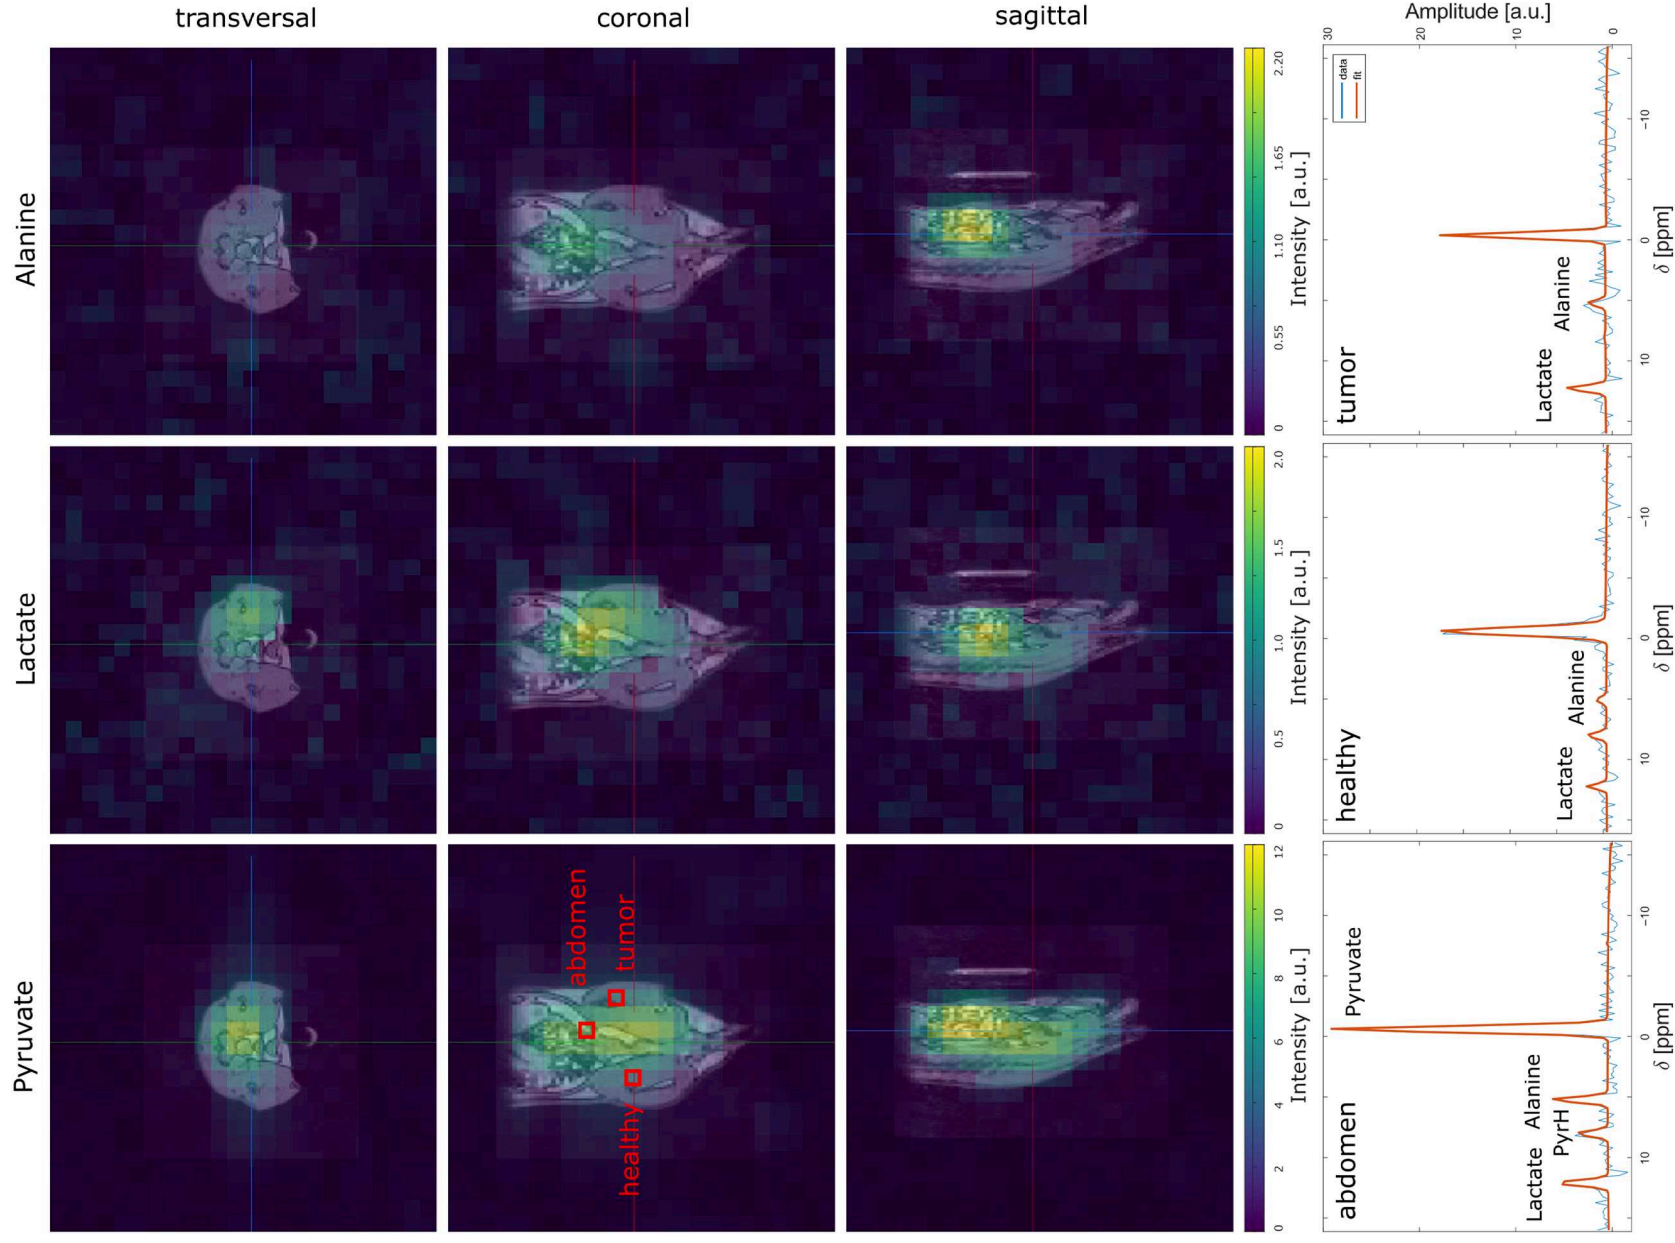 transversal
coronal
sagittal
Amplitude [a.u.]
Alanine
2.20
1.65
1.10
0.55
0
Intensity [a.u.]
30
20
10
0
data
fit
tumor
Lactate
Alanine
10
0
-10
δ [ppm]
Lactate
2.0
1.5
1.0
0.5
0
Intensity [a.u.]
healthy
Lactate
Alanine
10
0
-10
δ [ppm]
Pyruvate
abdomen
tumor
healthy
12
10
8
6
4
2
0
Intensity [a.u.]
abdomen
Lactate
PyrH
Alanine
Pyruvate
10
0
-10
δ [ppm]